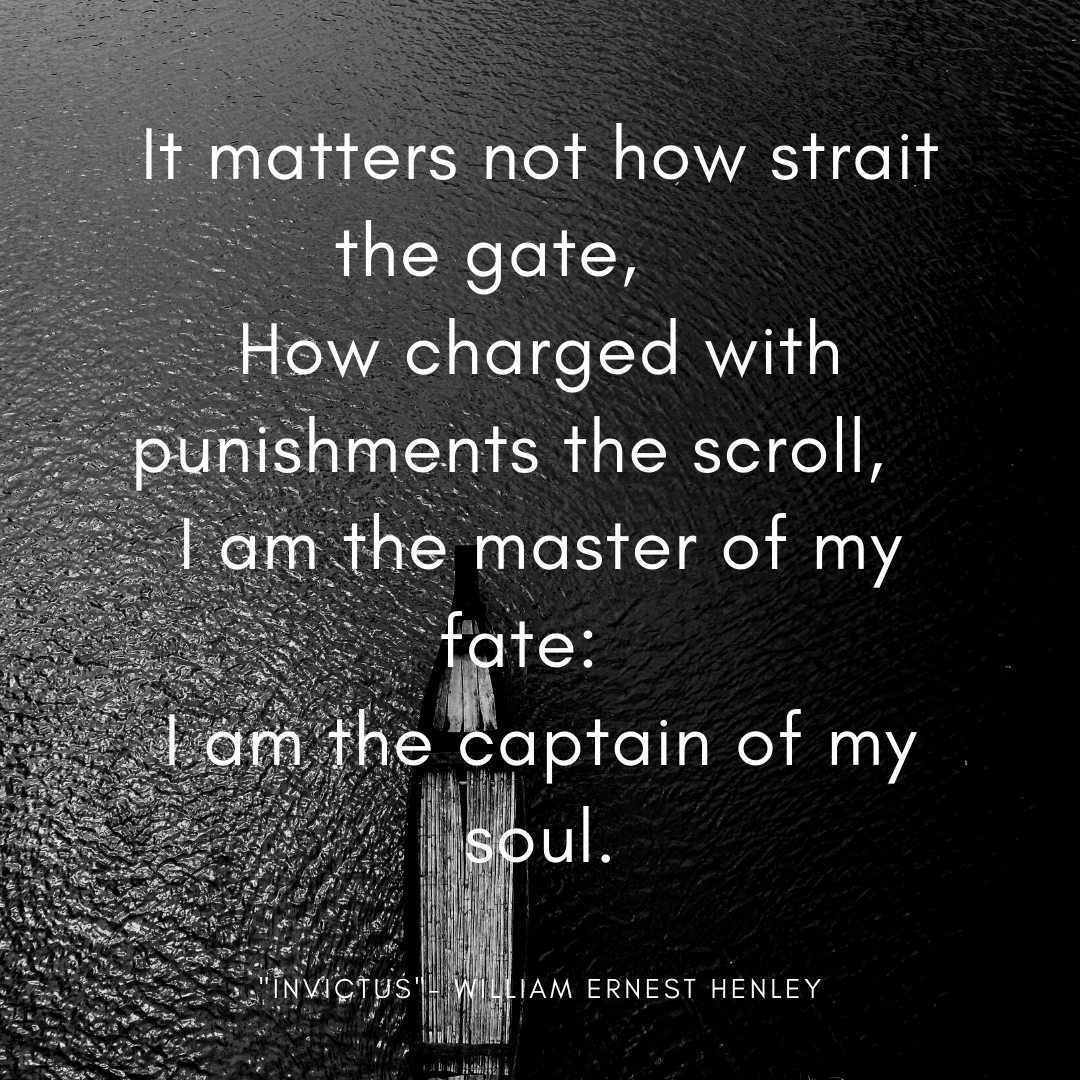 It matters not how strait
the gate,
How charged with
punishments the scroll,
I am the master of my
fate:
I am the captain of my
soul.
"INVICTUS"- WILLIAM ERNEST HENLEY